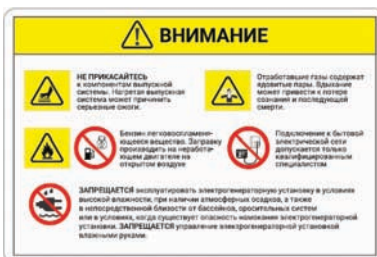 ВНИМАНИЕ
НЕ ПРИКАСАЙТЕСЬ
к компонентам выпускной
системы. Нагретая выпускная
система может причинить
серьезные ожоги.
Отработавшие газы содержат
ядовитые пары. Вдыхание
может привести к потере
сознания и последующей
смерти.
Бензин легковоспламеня-
ющееся вещество. Заправку
производить на неработа-
ющем двигателе на
открытом воздухе
Подключение к бытовой
электрической сети
допускается только
квалифицированным
специалистом
ЗАПРЕЩАЕТСЯ эксплуатировать электрогенераторную установку в условиях
высокой влажности, при наличии атмосферных осадков, а также
в непосредственной близости от бассейнов, оросительных систем
или в условиях, когда существует опасность намокания электрогенераторной
установки. ЗАПРЕЩАЕТСЯ управление электрогенераторной установкой
влажными руками.